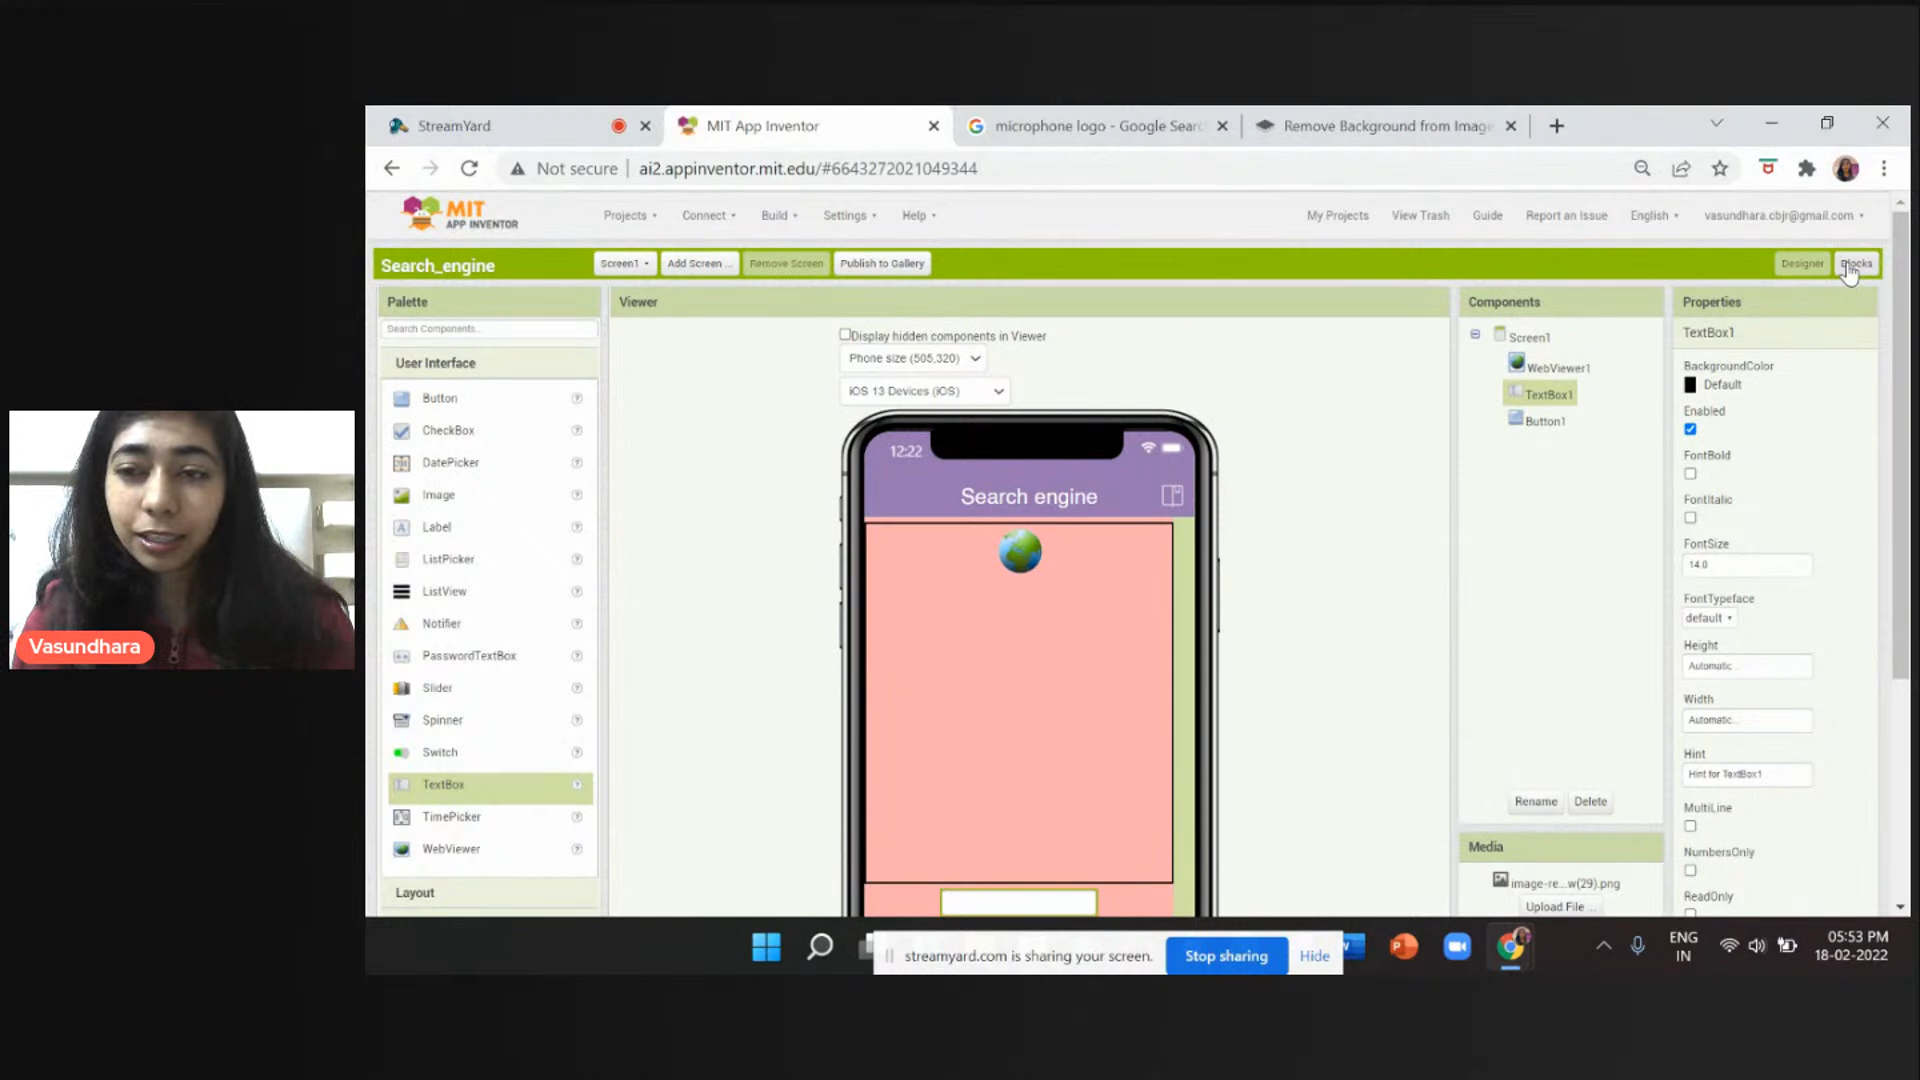 StreamYard
MIT App Inventor
microphone logo - Google Searc
Remove Background from Image
Not secure
ai2.appinventor.mit.edu/#6643272021049344
MIT
APP INVENTOR
Projects
Connect
Build
Settings
Help
My Projects
View Trash
Guide
Report an Issue
English
vasundhara.cbjr@gmail.com
Search_engine
Screen1
Add Screen ...
Remove Screen
Publish to Gallery
Designer
Blocks
Palette
Search Components...
User Interface
Button
CheckBox
DatePicker
Image
Label
ListPicker
ListView
Notifier
PasswordTextBox
Slider
Spinner
Switch
TextBox
TimePicker
WebViewer
Layout
Viewer
Display hidden components in Viewer
Phone size (505,320)
iOS 13 Devices (iOS)
12:22
Search engine
Components
Screen1
WebViewer1
TextBox1
Button1
Rename
Delete
Media
image-re...w(29).png
Upload File ...
Properties
TextBox1
BackgroundColor
Default
Enabled
FontBold
FontItalic
FontSize
14.0
FontTypeface
default
Height
Automatic...
Width
Automatic...
Hint
Hint for TextBox1
MultiLine
NumbersOnly
ReadOnly
Vasundhara
streamyard.com is sharing your screen.
Stop sharing
Hide
ENG
IN
05:53 PM
18-02-2022